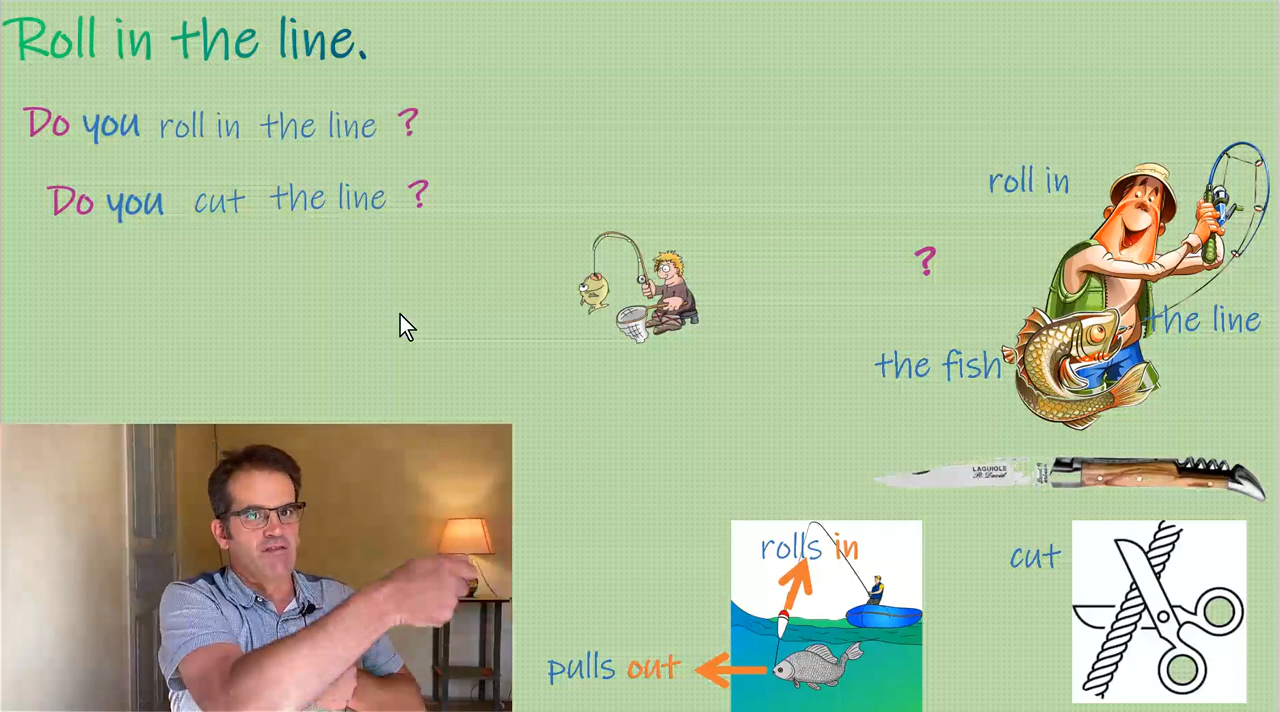 Roll in the line.
Do you roll in the line ?
Do you cut the line ?
roll in
?
the line
the fish
LAGUIOLE
rolls in
cut
pulls out